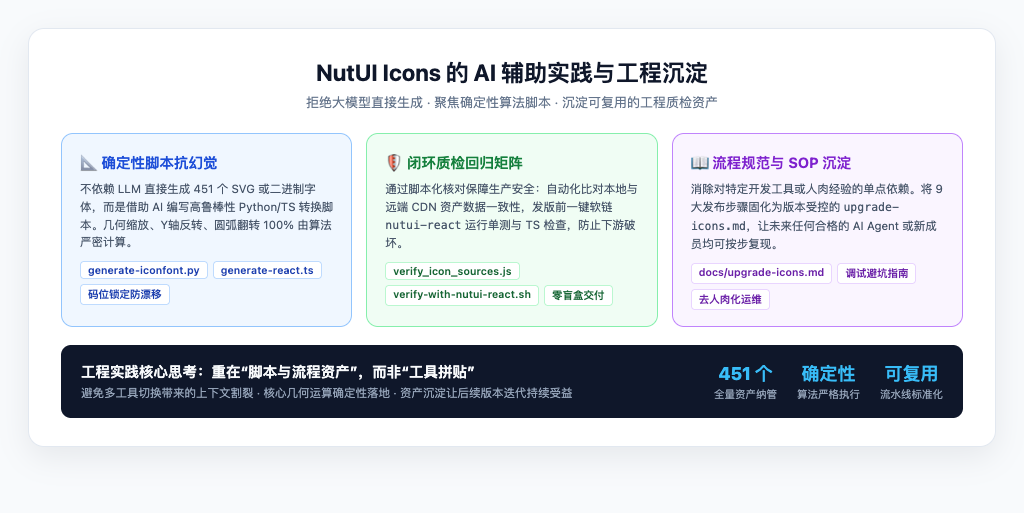 NutUI Icons 的 AI 辅助实践与工程沉淀
拒绝大模型直接生成 · 聚焦确定性算法脚本 · 沉淀可复用的工程质检资产
📐 确定性脚本抗幻觉
不依赖 LLM 直接生成 451 个 SVG 或二进制字
体，而是借助 AI 编写高鲁棒性 Python/TS 转换脚
本。几何缩放、Y轴反转、圆弧翻转 100% 由算法
严密计算。
generate-iconfont.py
generate-react.ts
码位锁定防漂移
🛡️ 闭环质检回归矩阵
通过脚本化核对保障生产安全：自动化比对本地与
远端 CDN 资产数据一致性，发版前一键软链
nutui-react 运行单测与 TS 检查，防止下游破
坏。
verify_icon_sources.js
verify-with-nutui-react.sh
零盲盒交付
📖 流程规范与 SOP 沉淀
消除对特定开发工具或人肉经验的单点依赖。将 9
大发布步骤固化为版本受控的 upgrade-
icons.md，让未来任何合格的 AI Agent 或新成
员均可按步复现。
docs/upgrade-icons.md
调试避坑指南
去人肉化运维
工程实践核心思考：重在“脚本与流程资产”，而非“工具拼贴”
避免多工具切换带来的上下文割裂 · 核心几何运算确定性落地 · 资产沉淀让后续版本迭代持续受益
451 个
全量资产纳管
确定性
算法严格执行
可复用
流水线标准化